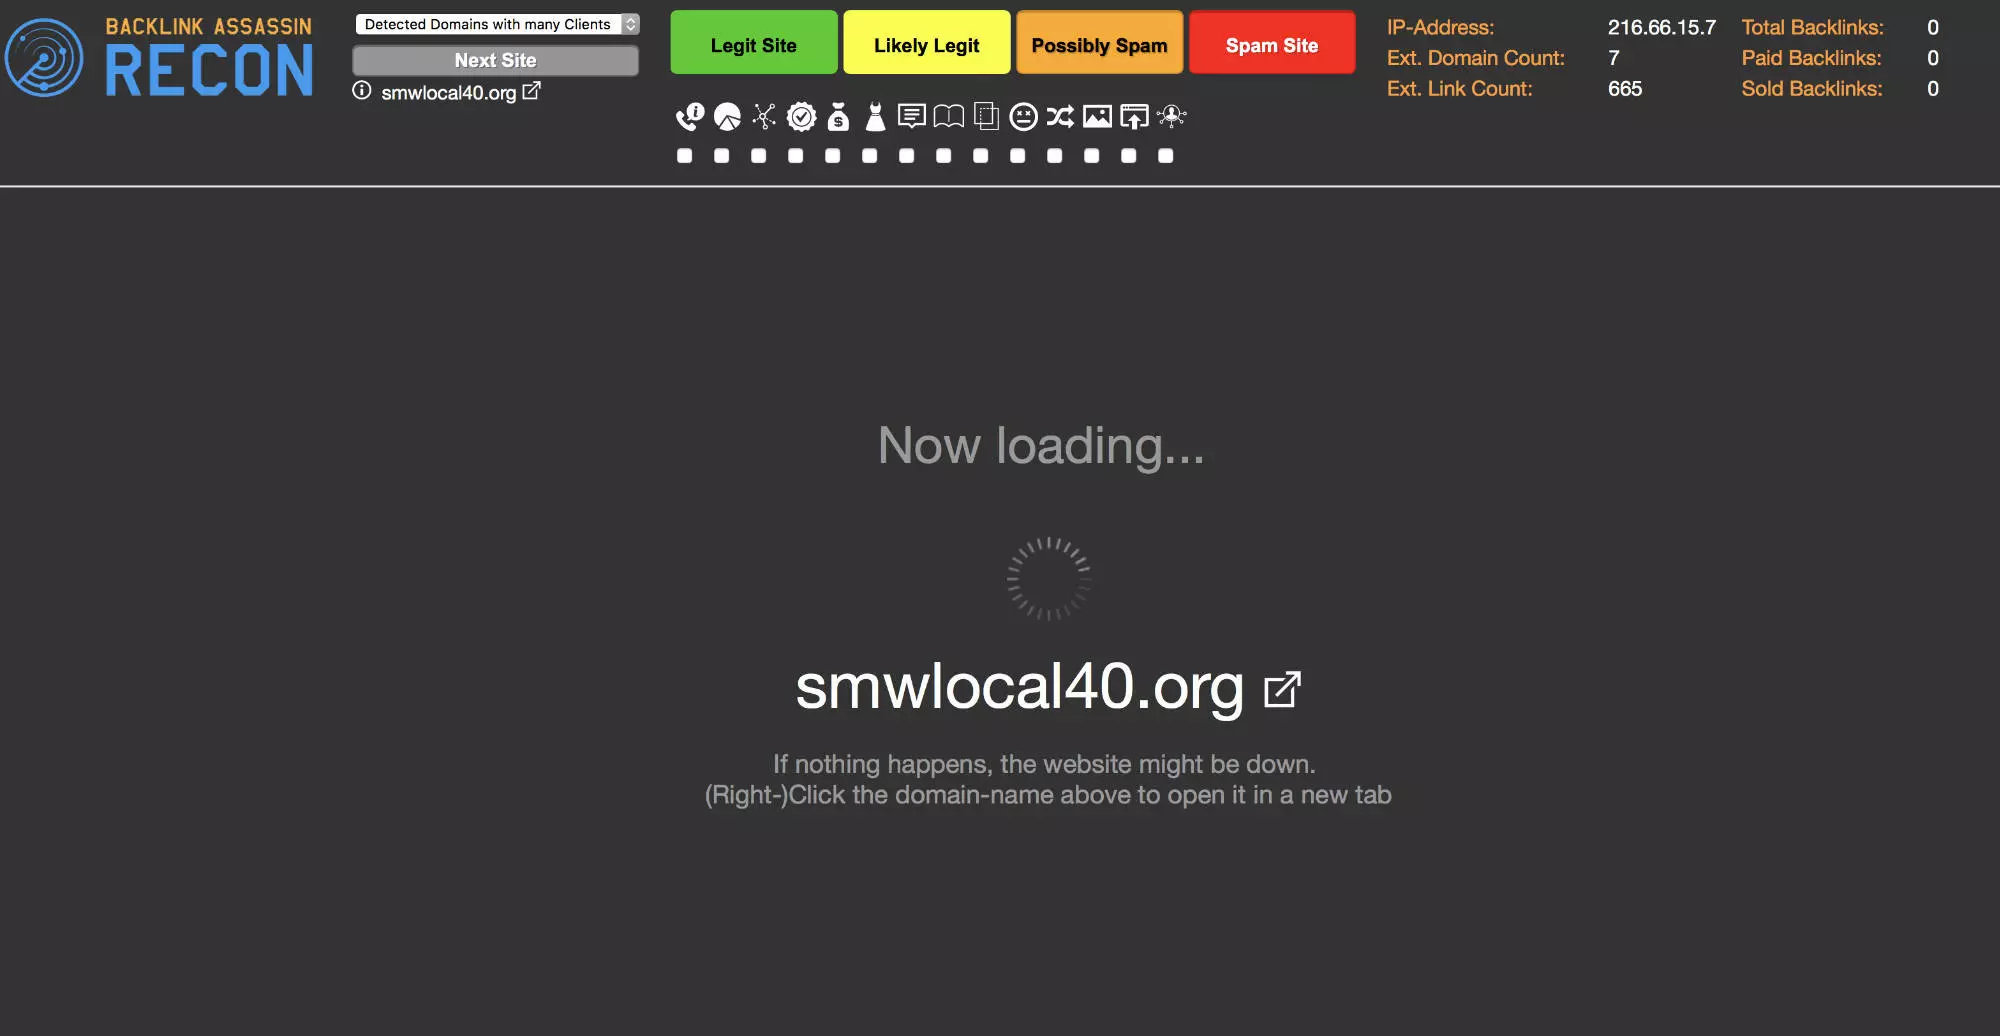 BACKLINK ASSASSIN
RECON
Detected Domains with many Clients
Next Site
smwlocal40.org
Legit Site
Likely Legit
Possibly Spam
Spam Site
IP-Address: 216.66.15.7
Ext. Domain Count: 7
Ext. Link Count: 665
Total Backlinks: 0
Paid Backlinks: 0
Sold Backlinks: 0
Now loading...
smwlocal40.org
If nothing happens, the website might be down.
(Right-)Click the domain-name above to open it in a new tab